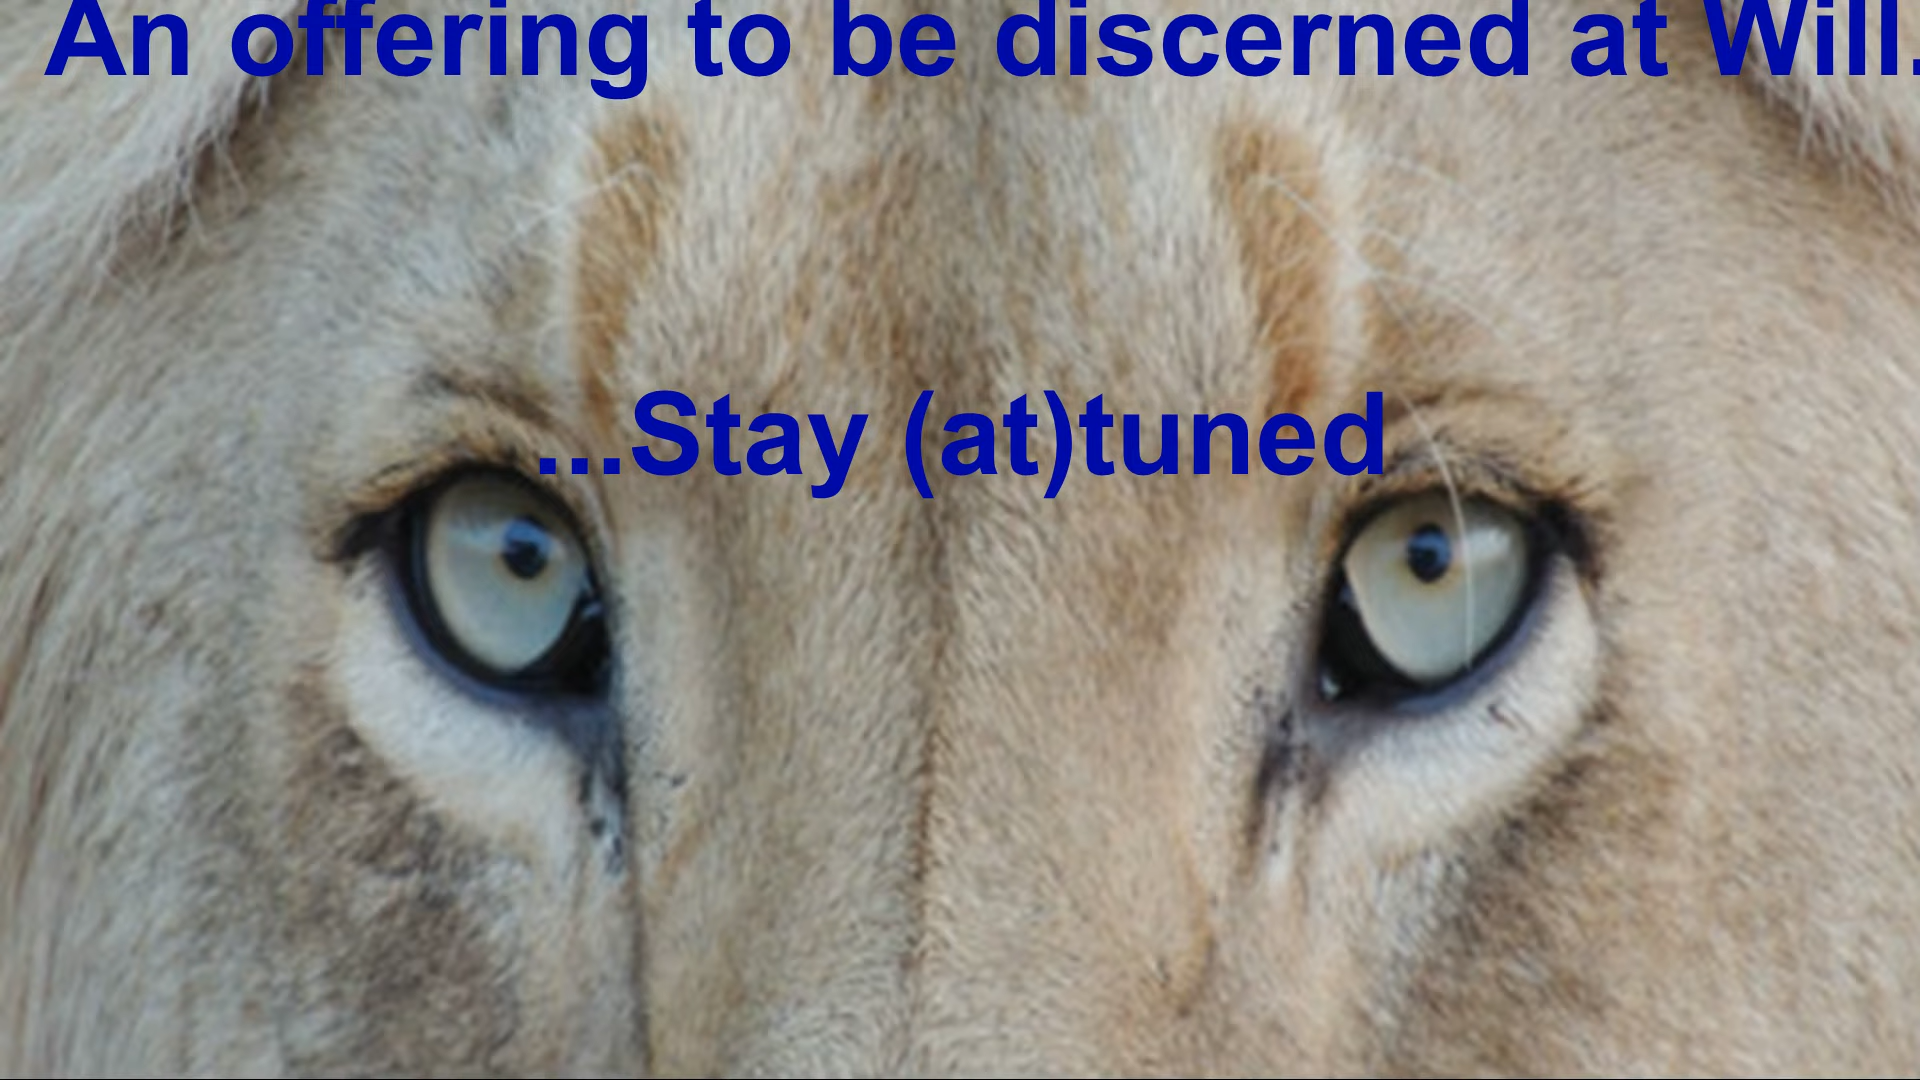 An offering to be discerned at Will.
...Stay (at)tuned